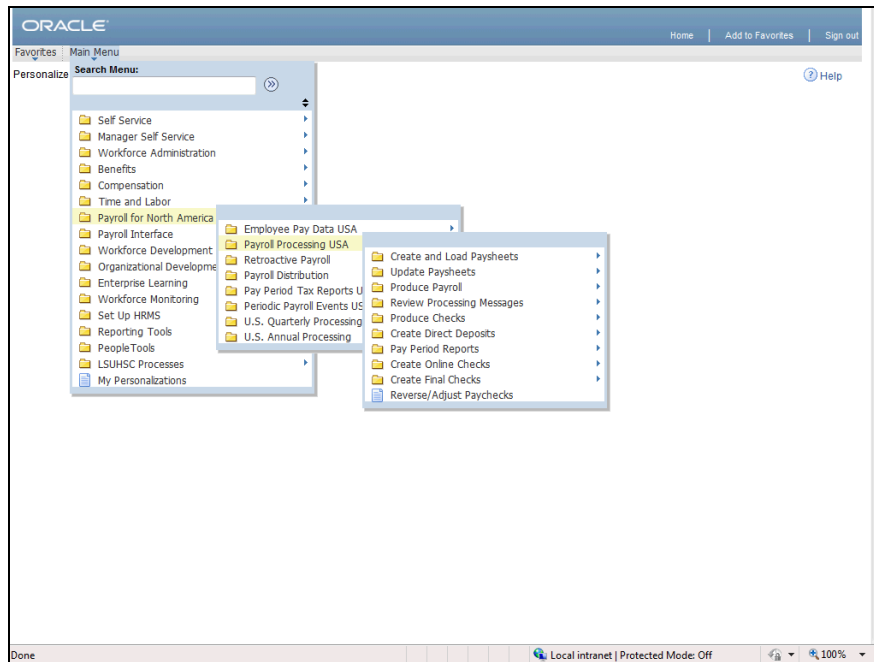 ORACLE
Home | Add to Favorites | Sign out
Favorites Main Menu
Personalize
Search Menu:
Help
Self Service
Manager Self Service
Workforce Administration
Benefits
Compensation
Time and Labor
Payroll for North America
Payroll Interface
Workforce Development
Organizational Developme
Enterprise Learning
Workforce Monitoring
Set Up HRMS
Reporting Tools
PeopleTools
LSUHSC Processes
My Personalizations
Employee Pay Data USA
Payroll Processing USA
Retroactive Payroll
Payroll Distribution
Pay Period Tax Reports U
Periodic Payroll Events US
U.S. Quarterly Processing
U.S. Annual Processing
Create and Load Paysheets
Update Paysheets
Produce Payroll
Review Processing Messages
Produce Checks
Create Direct Deposits
Pay Period Reports
Create Online Checks
Create Final Checks
Reverse/Adjust Paychecks
Done
Local intranet | Protected Mode: Off
100%